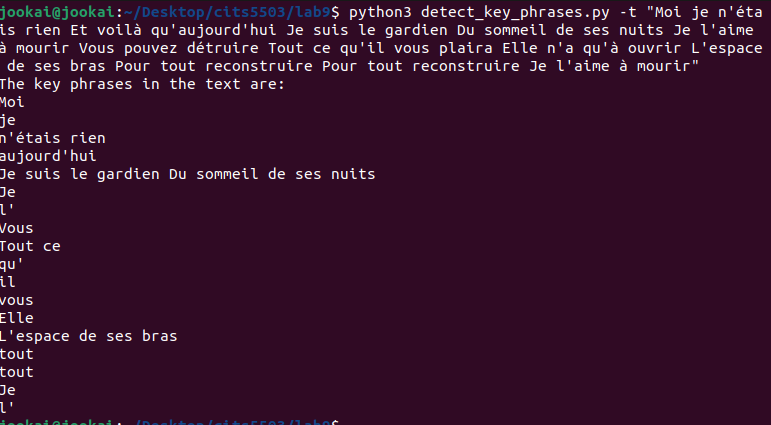 jookai@jookai:~/Desktop/cits5503/lab9$ python3 detect_key_phrases.py -t "Moi je n'éta
is rien Et voilà qu'aujourd'hui Je suis le gardien Du sommeil de ses nuits Je l'aime
à mourir Vous pouvez détruire Tout ce qu'il vous plaira Elle n'a qu'à ouvrir L'espace
 de ses bras Pour tout reconstruire Pour tout reconstruire Je l'aime à mourir"
The key phrases in the text are:
Moi
je
n'étais rien
aujourd'hui
Je suis le gardien Du sommeil de ses nuits
Je
l'
Vous
Tout ce
qu'
il
vous
Elle
L'espace de ses bras
tout
tout
Je
l'
jookai@jookai:~/Desktop/cits5503/lab9$